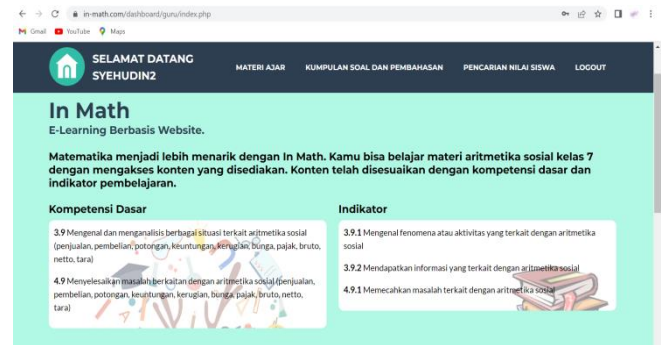 in-math.com/dashboard/guru/index.php
Gmail YouTube Maps
SELAMAT DATANG
SYEHUDIN2
MATERI AJAR KUMPULAN SOAL DAN PEMBAHASAN PENCARIAN NILAI SISWA LOGOUT
In Math
E-Learning Berbasis Website.
Matematika menjadi lebih menarik dengan In Math. Kamu bisa belajar materi aritmetika sosial kelas 7
dengan mengakses konten yang disediakan. Konten telah disesuaikan dengan kompetensi dasar dan
indikator pembelajaran.
Kompetensi Dasar
3.9 Mengenal dan menganalisis berbagai situasi terkait aritmetika sosial
(penjualan, pembelian, potongan, keuntungan, kerugian, bunga, pajak, bruto,
netto, tara)
4.9 Menyelesaikan masalah berkaitan dengan aritmetika sosial (penjualan,
pembelian, potongan, keuntungan, kerugian, bunga, pajak, bruto, netto,
tara)
Indikator
3.9.1 Mengenal fenomena atau aktivitas yang terkait dengan aritmetika
sosial
3.9.2 Mendapatkan informasi yang terkait dengan aritmetika sosial
4.9.1 Memecahkan masalah terkait dengan aritmetika sosial